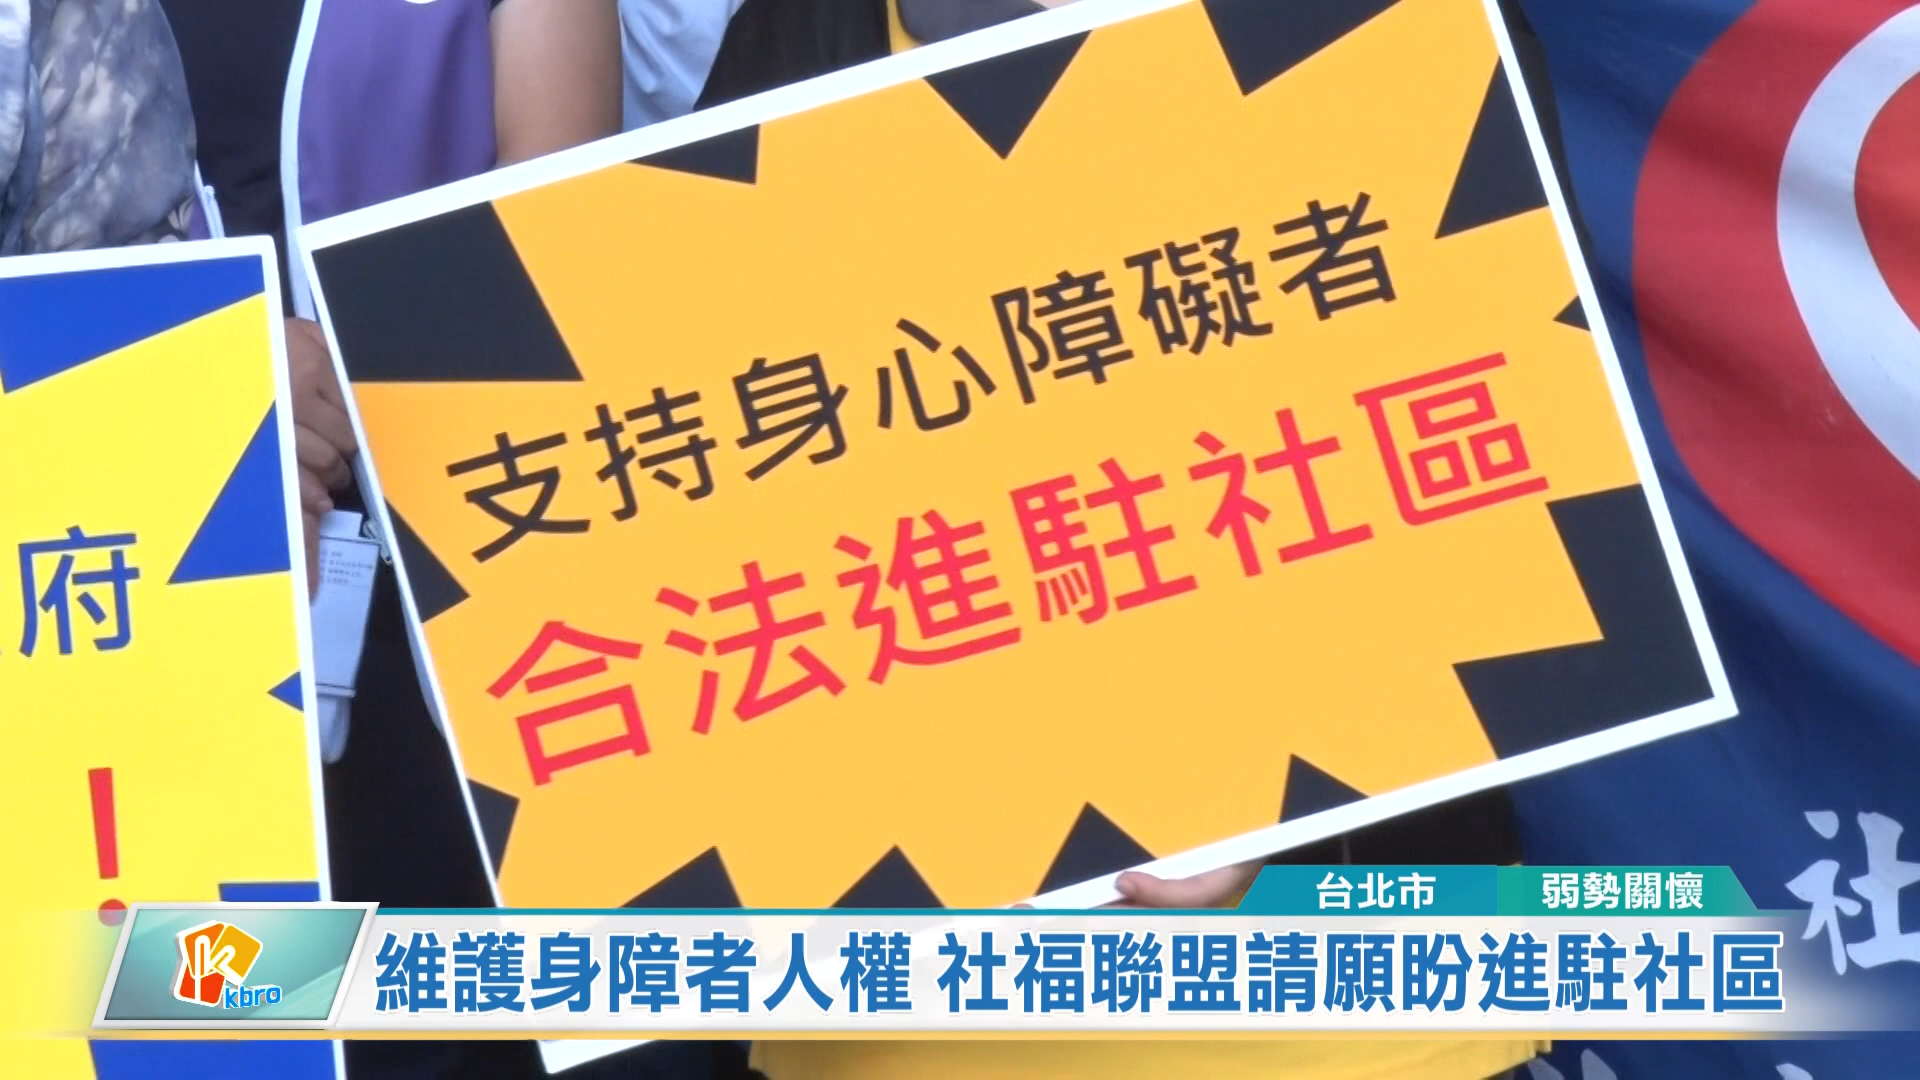 支持身心障礙者
合法進駐社區
府
！
社
台北市
弱勢關懷
kbro
維護身障者人權 社福聯盟請願盼進駐社區